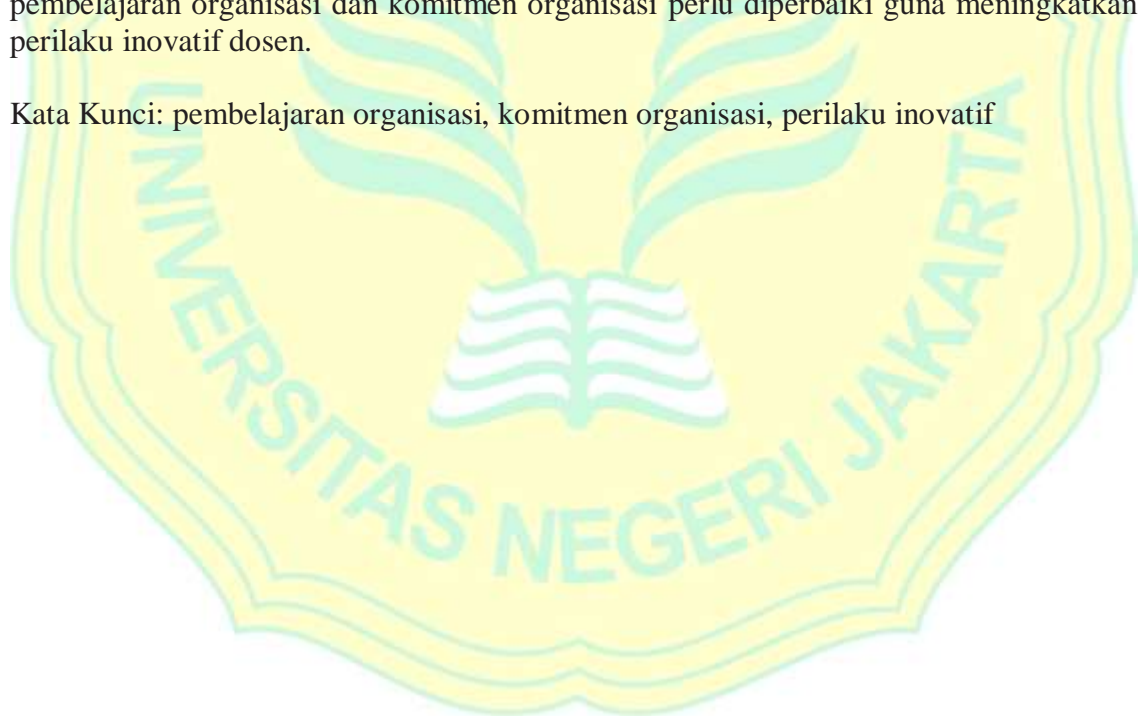 pembelajaran organisasi dan komitmen organisasi perlu diperbaiki guna meningkatkan
perilaku inovatif dosen.
Kata Kunci: pembelajaran organisasi, komitmen organisasi, perilaku inovatif
UNIVERSITAS NEGERI JAKARTA